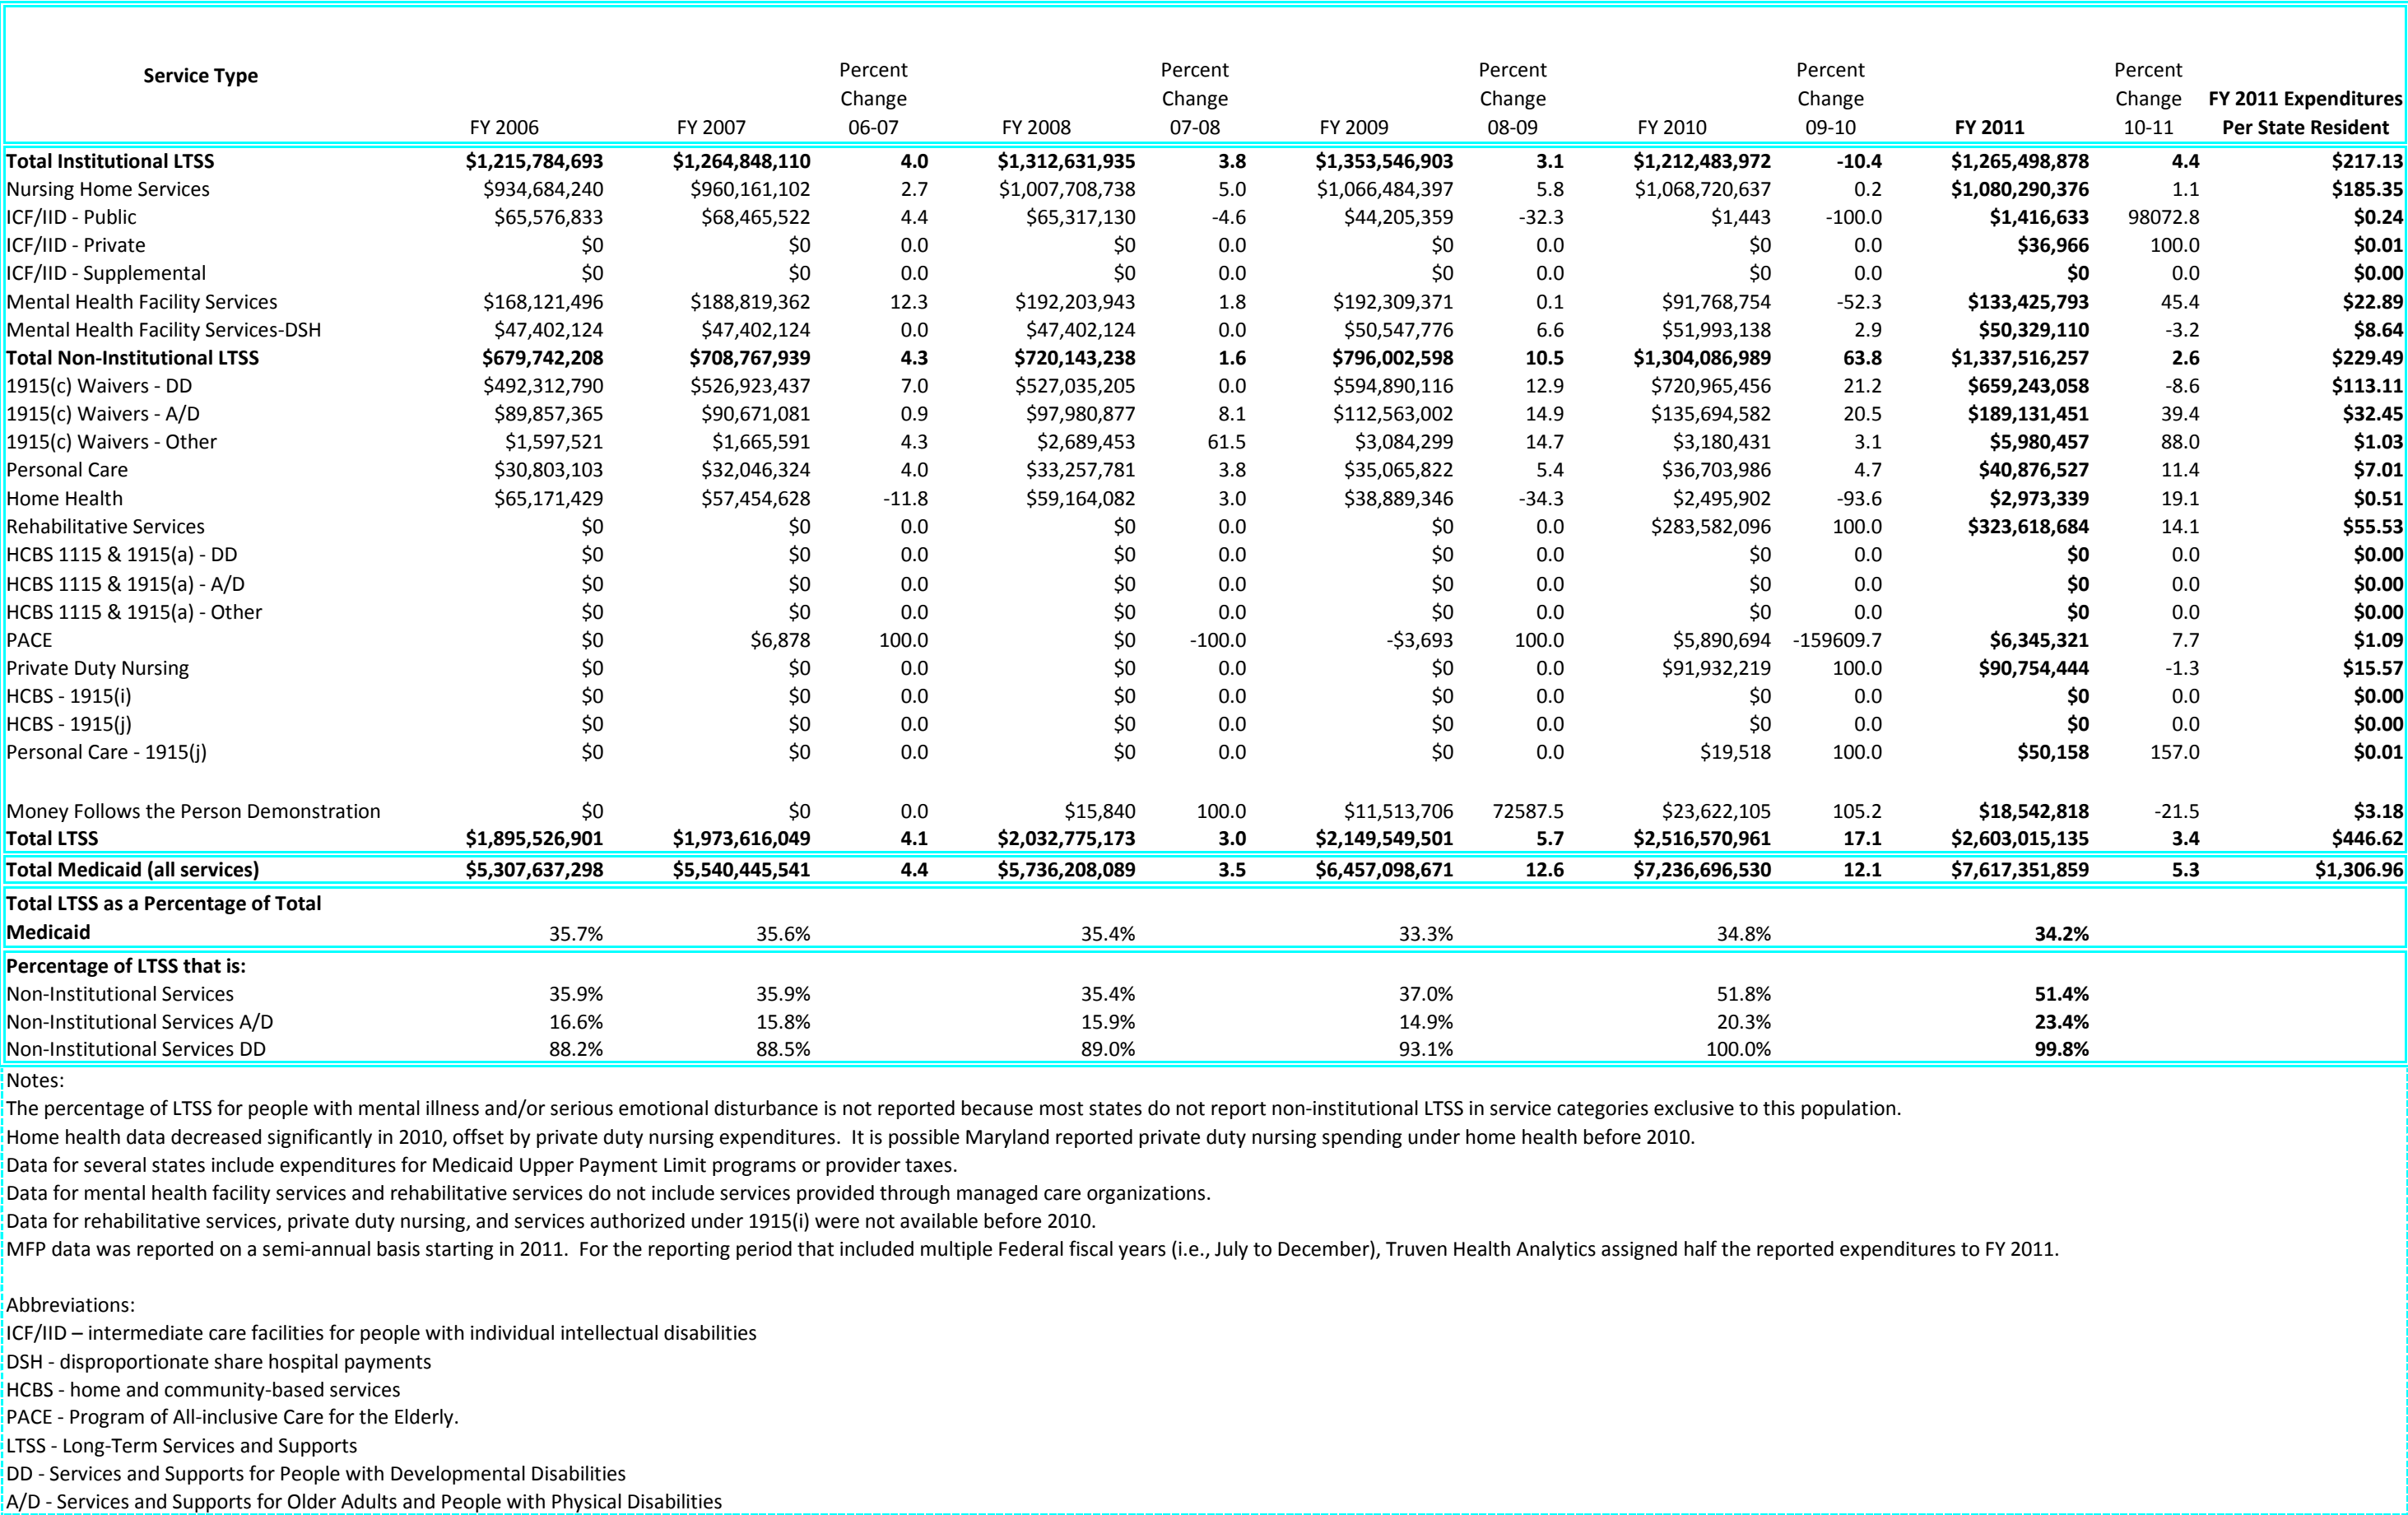 Percent Percent Percent Percent Percent
Service Type
Change Change Change Change Change FY 2011 Expenditures
FY 2006 FY 2007 06-07 FY 2008 07-08 FY 2009 08-09 FY 2010 09-10 FY 2011 10-11 Per State Resident
Total Institutional LTSS $1,215,784,693 $1,264,848,110 4.0 $1,312,631,935 3.8 $1,353,546,903 3.1 $1,212,483,972 -10.4 $1,265,498,878 4.4 $217.13
Nursing Home Services $934,684,240 $960,161,102 2.7 $1,007,708,738 5.0 $1,066,484,397 5.8 $1,068,720,637 0.2 $1,080,290,376 1.1 $185.35
ICF/IID - Public $65,576,833 $68,465,522 4.4 $65,317,130 -4.6 $44,205,359 -32.3 $1,443 -100.0 $1,416,633 98072.8 $0.24
ICF/IID - Private $0 $0 0.0 $0 0.0 $0 0.0 $0 0.0 $36,966 100.0 $0.01
ICF/IID - Supplemental $0 $0 0.0 $0 0.0 $0 0.0 $0 0.0 $0 0.0 $0.00
Mental Health Facility Services $168,121,496 $188,819,362 12.3 $192,203,943 1.8 $192,309,371 0.1 $91,768,754 -52.3 $133,425,793 45.4 $22.89
Mental Health Facility Services-DSH $47,402,124 $47,402,124 0.0 $47,402,124 0.0 $50,547,776 6.6 $51,993,138 2.9 $50,329,110 -3.2 $8.64
Total Non-Institutional LTSS $679,742,208 $708,767,939 4.3 $720,143,238 1.6 $796,002,598 10.5 $1,304,086,989 63.8 $1,337,516,257 2.6 $229.49
1915(c) Waivers - DD $492,312,790 $526,923,437 7.0 $527,035,205 0.0 $594,890,116 12.9 $720,965,456 21.2 $659,243,058 -8.6 $113.11
1915(c) Waivers - A/D $89,857,365 $90,671,081 0.9 $97,980,877 8.1 $112,563,002 14.9 $135,694,582 20.5 $189,131,451 39.4 $32.45
1915(c) Waivers - Other $1,597,521 $1,665,591 4.3 $2,689,453 61.5 $3,084,299 14.7 $3,180,431 3.1 $5,980,457 88.0 $1.03
Personal Care $30,803,103 $32,046,324 4.0 $33,257,781 3.8 $35,065,822 5.4 $36,703,986 4.7 $40,876,527 11.4 $7.01
Home Health $65,171,429 $57,454,628 -11.8 $59,164,082 3.0 $38,889,346 -34.3 $2,495,902 -93.6 $2,973,339 19.1 $0.51
Rehabilitative Services $0 $0 0.0 $0 0.0 $0 0.0 $283,582,096 100.0 $323,618,684 14.1 $55.53
HCBS 1115 & 1915(a) - DD $0 $0 0.0 $0 0.0 $0 0.0 $0 0.0 $0 0.0 $0.00
HCBS 1115 & 1915(a) - A/D $0 $0 0.0 $0 0.0 $0 0.0 $0 0.0 $0 0.0 $0.00
HCBS 1115 & 1915(a) - Other $0 $0 0.0 $0 0.0 $0 0.0 $0 0.0 $0 0.0 $0.00
PACE $0 $6,878 100.0 $0 -100.0 -$3,693 100.0 $5,890,694 -159609.7 $6,345,321 7.7 $1.09
Private Duty Nursing $0 $0 0.0 $0 0.0 $0 0.0 $91,932,219 100.0 $90,754,444 -1.3 $15.57
HCBS - 1915(i) $0 $0 0.0 $0 0.0 $0 0.0 $0 0.0 $0 0.0 $0.00
HCBS - 1915(j) $0 $0 0.0 $0 0.0 $0 0.0 $0 0.0 $0 0.0 $0.00
Personal Care - 1915(j) $0 $0 0.0 $0 0.0 $0 0.0 $19,518 100.0 $50,158 157.0 $0.01
Money Follows the Person Demonstration $0 $0 0.0 $15,840 100.0 $11,513,706 72587.5 $23,622,105 105.2 $18,542,818 -21.5 $3.18
Total LTSS $1,895,526,901 $1,973,616,049 4.1 $2,032,775,173 3.0 $2,149,549,501 5.7 $2,516,570,961 17.1 $2,603,015,135 3.4 $446.62
Total Medicaid (all services) $5,307,637,298 $5,540,445,541 4.4 $5,736,208,089 3.5 $6,457,098,671 12.6 $7,236,696,530 12.1 $7,617,351,859 5.3 $1,306.96
Total LTSS as a Percentage of Total
Medicaid 35.7% 35.6% 35.4% 33.3% 34.8% 34.2%
Percentage of LTSS that is:
Non-Institutional Services 35.9% 35.9% 35.4% 37.0% 51.8% 51.4%
Non-Institutional Services A/D 16.6% 15.8% 15.9% 14.9% 20.3% 23.4%
Non-Institutional Services DD 88.2% 88.5% 89.0% 93.1% 100.0% 99.8%
Notes:
The percentage of LTSS for people with mental illness and/or serious emotional disturbance is not reported because most states do not report non-institutional LTSS in service categories exclusive to this population.
Home health data decreased significantly in 2010, offset by private duty nursing expenditures.  It is possible Maryland reported private duty nursing spending under home health before 2010.
Data for several states include expenditures for Medicaid Upper Payment Limit programs or provider taxes.
Data for mental health facility services and rehabilitative services do not include services provided through managed care organizations.
Data for rehabilitative services, private duty nursing, and services authorized under 1915(i) were not available before 2010.
MFP data was reported on a semi-annual basis starting in 2011.  For the reporting period that included multiple Federal fiscal years (i.e., July to December), Truven Health Analytics assigned half the reported expenditures to FY 2011.
Abbreviations:
ICF/IID – intermediate care facilities for people with individual intellectual disabilities
DSH - disproportionate share hospital payments
HCBS - home and community-based services
PACE - Program of All-inclusive Care for the Elderly.
LTSS - Long-Term Services and Supports
DD - Services and Supports for People with Developmental Disabilities
A/D - Services and Supports for Older Adults and People with Physical Disabilities